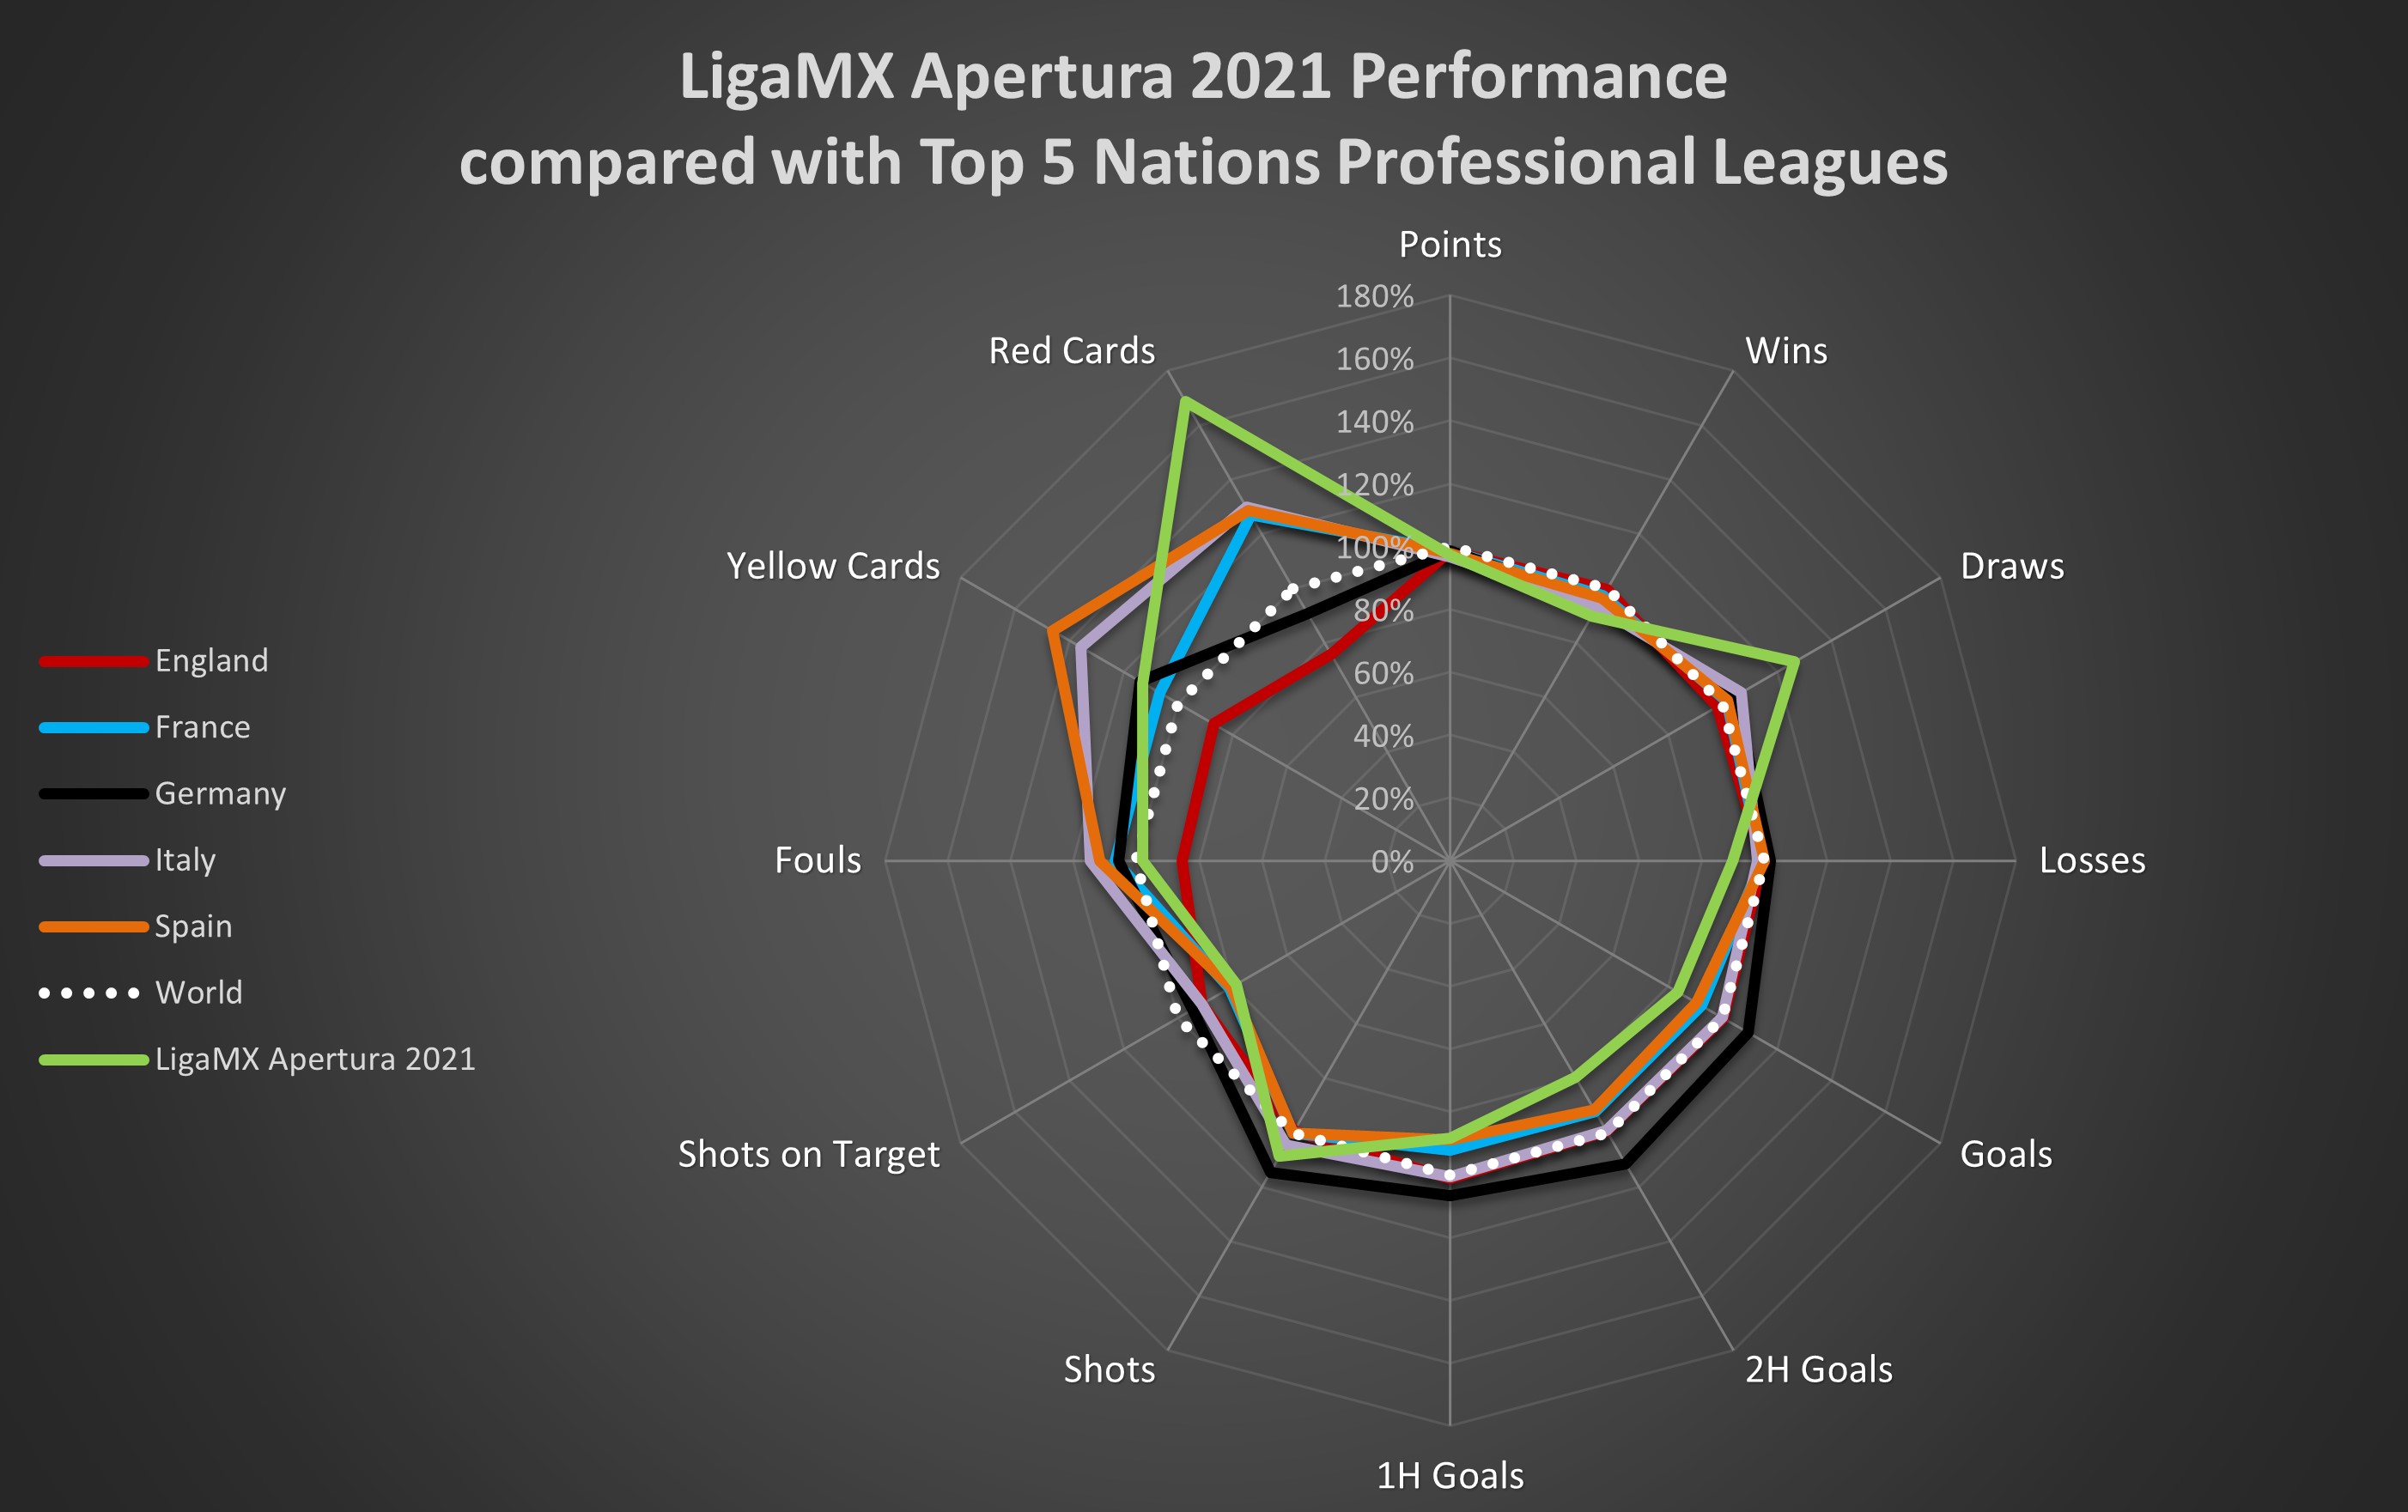 LigaMX Apertura 2021 Performance
compared with Top 5 Nations Professional Leagues
Points
Wins
Draws
Losses
Goals
2H Goals
1H Goals
Shots
Shots on Target
Fouls
Yellow Cards
Red Cards
180%
160%
140%
120%
100%
80%
60%
40%
20%
0%
England
France
Germany
Italy
Spain
World
LigaMX Apertura 2021